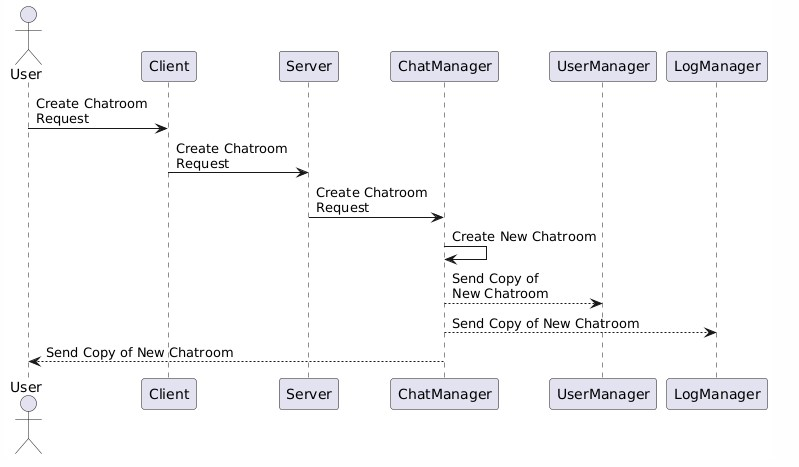 User
Client
Server
ChatManager
UserManager
LogManager
Create Chatroom
Request
Create Chatroom
Request
Create Chatroom
Request
Create New Chatroom
Send Copy of
New Chatroom
Send Copy of New Chatroom
Send Copy of New Chatroom
User
Client
Server
ChatManager
UserManager
LogManager